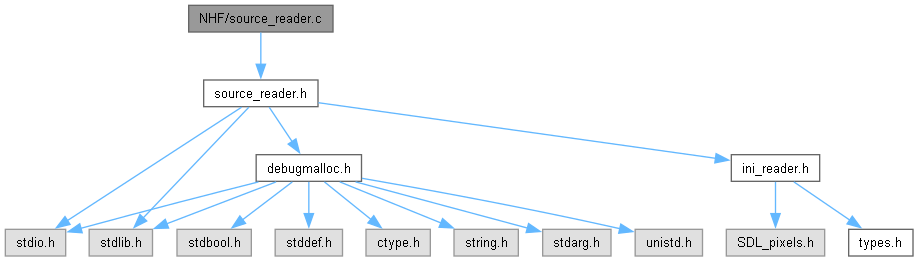 NHF/source_reader.c
source_reader.h
debugmalloc.h
ini_reader.h
stdio.h
stdlib.h
stdbool.h
stddef.h
ctype.h
string.h
stdarg.h
unistd.h
SDL_pixels.h
types.h